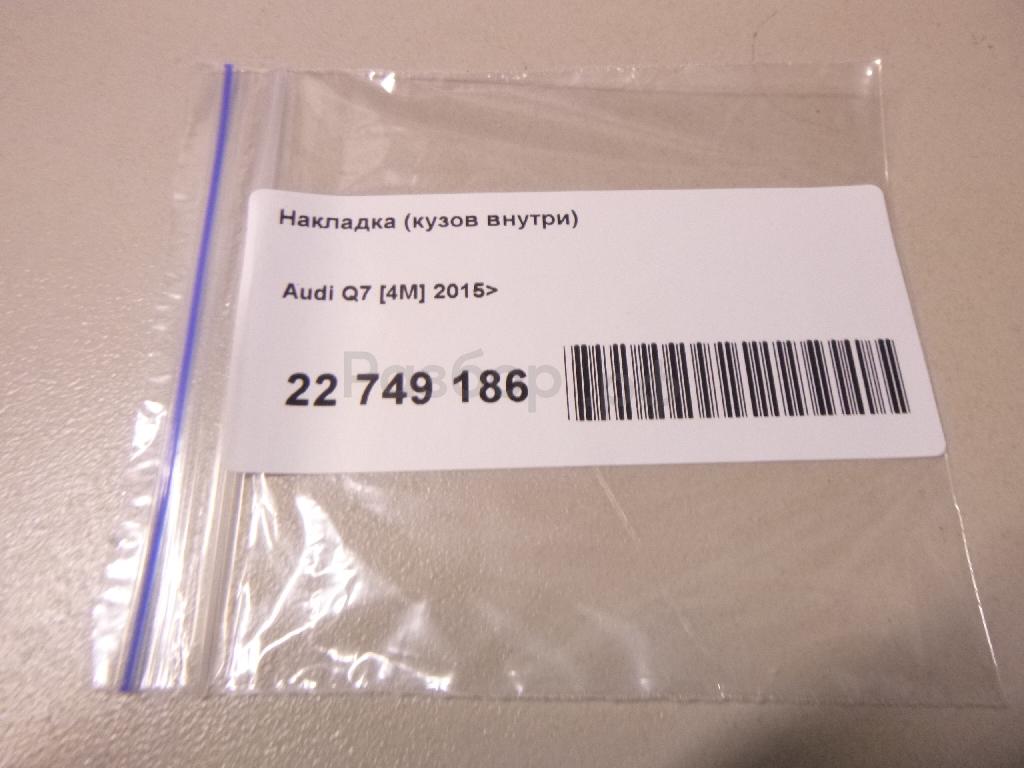 Накладка (кузов внутри)
Audi Q7 [4M] 2015>
22 749 186